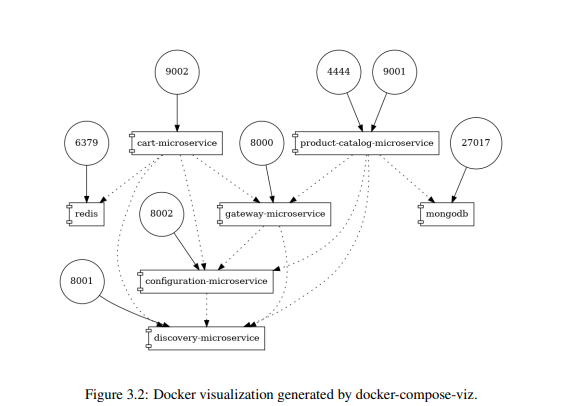 9002
4444
9001
cart-microservice
product-catalog-microservice
6379
8000
27017
redis
gateway-microservice
mongodb
8002
configuration-microservice
8001
discovery-microservice
Figure 3.2: Docker visualization generated by docker-compose-viz.